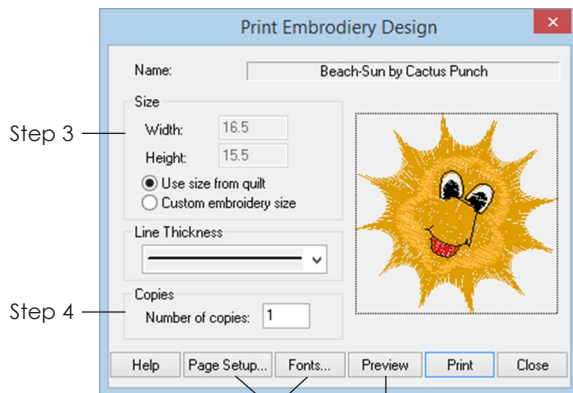 Print Embrodiery Design
Name: Beach-Sun by Cactus Punch
Size
Step 3
Width: 16.5
Height: 15.5
Use size from quilt
Custom embroidery size
Line Thickness
Copies
Step 4
Number of copies: 1
Help Page Setup... Fonts... Preview Print Close